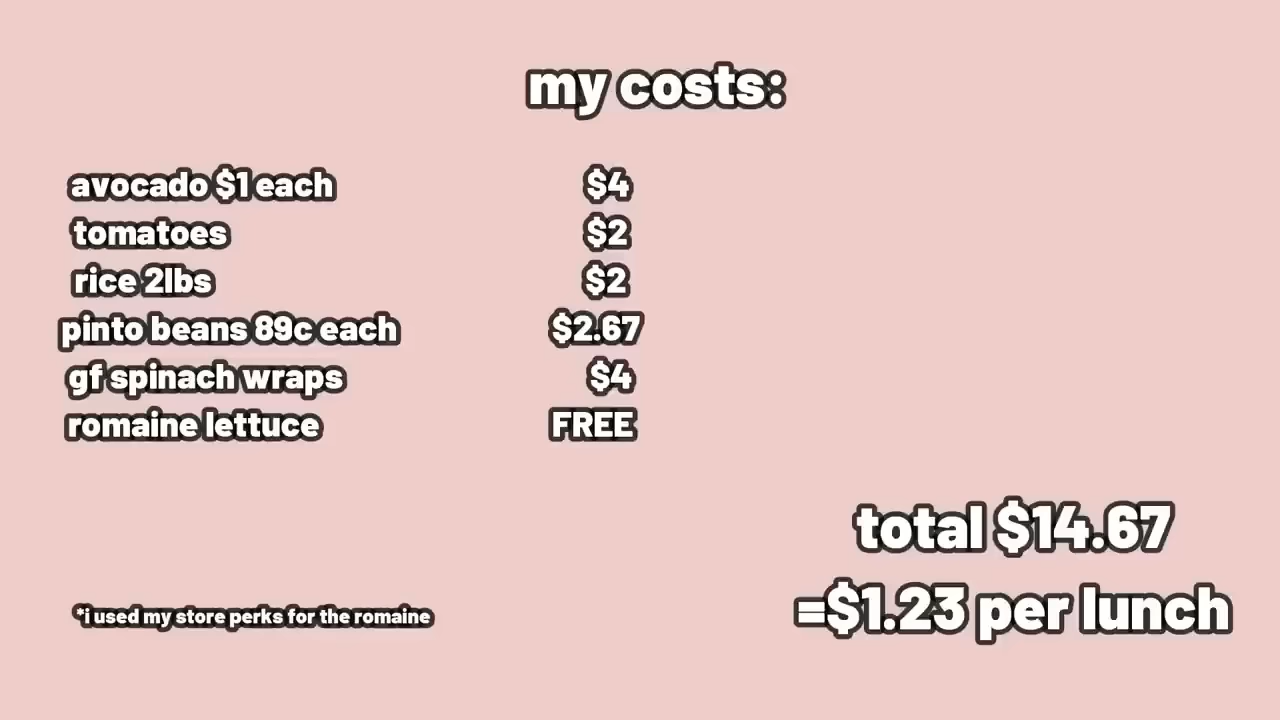 my costs:
avocado $1 each $4
tomatoes $2
rice 2lbs $2
pinto beans 89c each $2.67
gf spinach wraps $4
romaine lettuce FREE
total $14.67
=$1.23 per lunch
*i used my store perks for the romaine